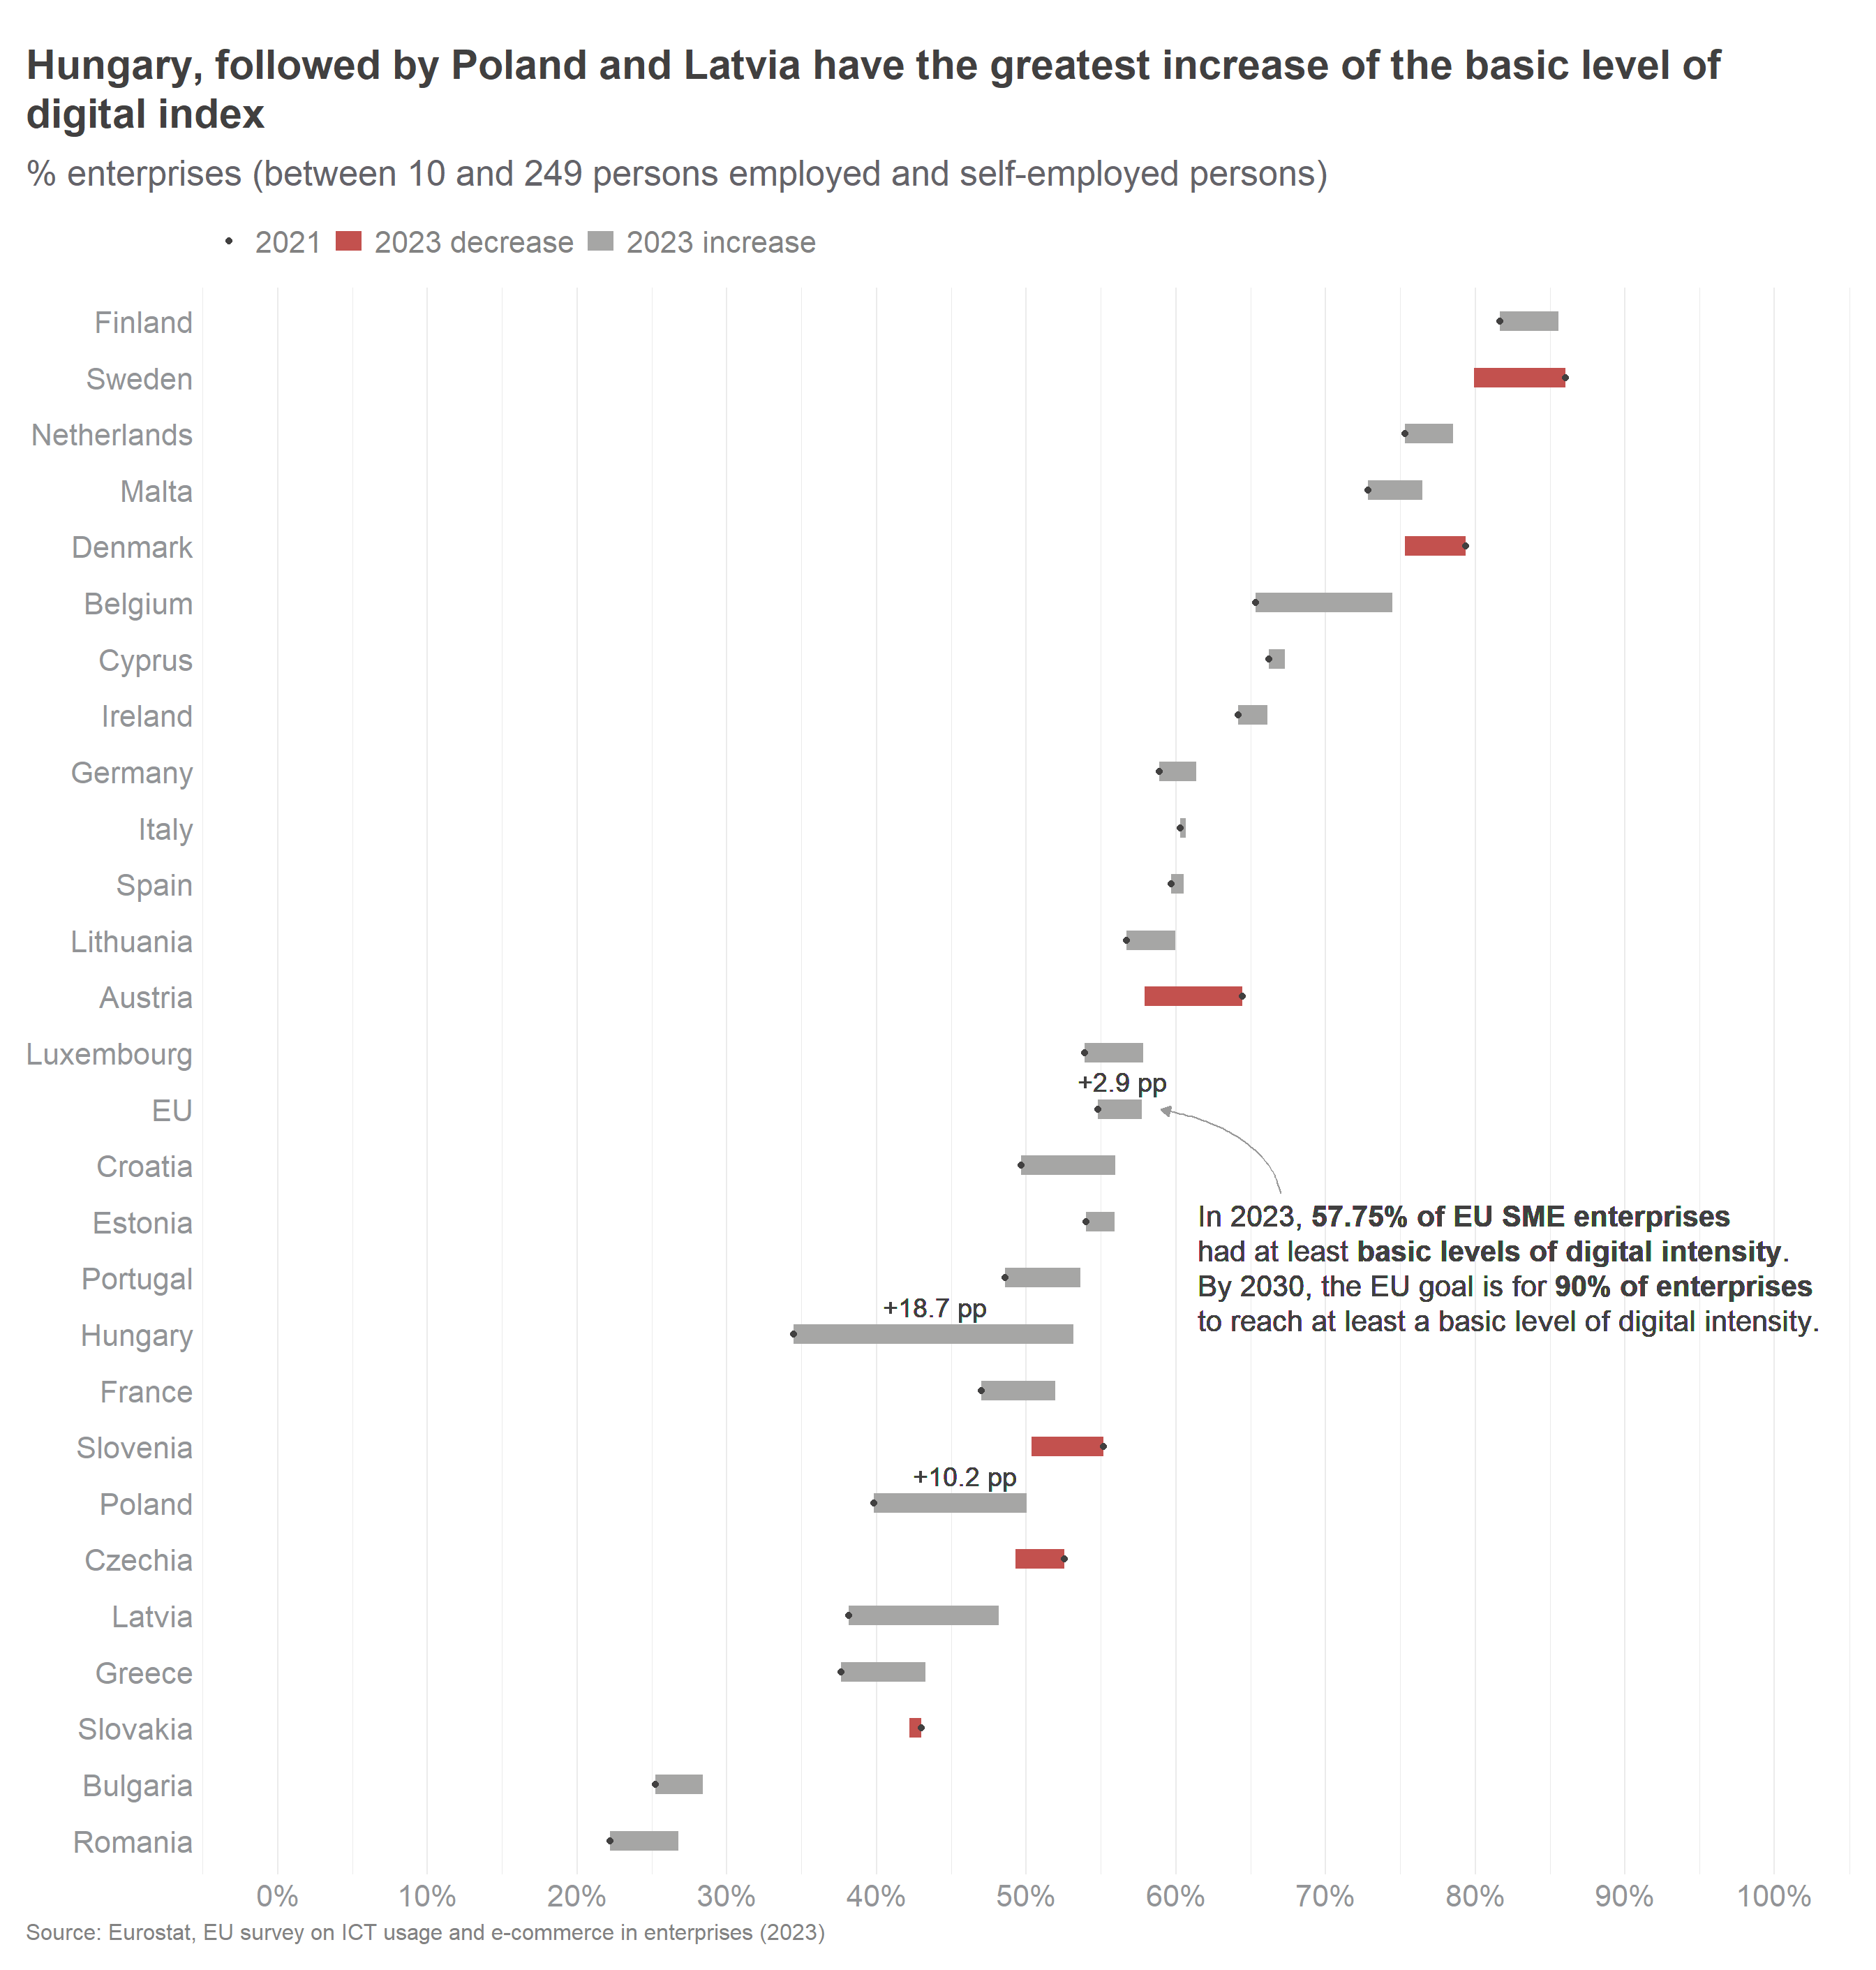 Hungary, followed by Poland and Latvia have the greatest increase of the basic level of
digital index
% enterprises (between 10 and 249 persons employed and self-employed persons)
2021 2023 decrease 2023 increase
Finland
Sweden
Netherlands
Malta
Denmark
Belgium
Cyprus
Ireland
Germany
Italy
Spain
Lithuania
Austria
Luxembourg
+2.9 pp
EU
Croatia
Estonia
In 2023, 57.75% of EU SME enterprises
had at least basic levels of digital intensity.
By 2030, the EU goal is for 90% of enterprises
to reach at least a basic level of digital intensity.
Portugal
+18.7 pp
Hungary
France
Slovenia
+10.2 pp
Poland
Czechia
Latvia
Greece
Slovakia
Bulgaria
Romania
0% 10% 20% 30% 40% 50% 60% 70% 80% 90% 100%
Source: Eurostat, EU survey on ICT usage and e-commerce in enterprises (2023)